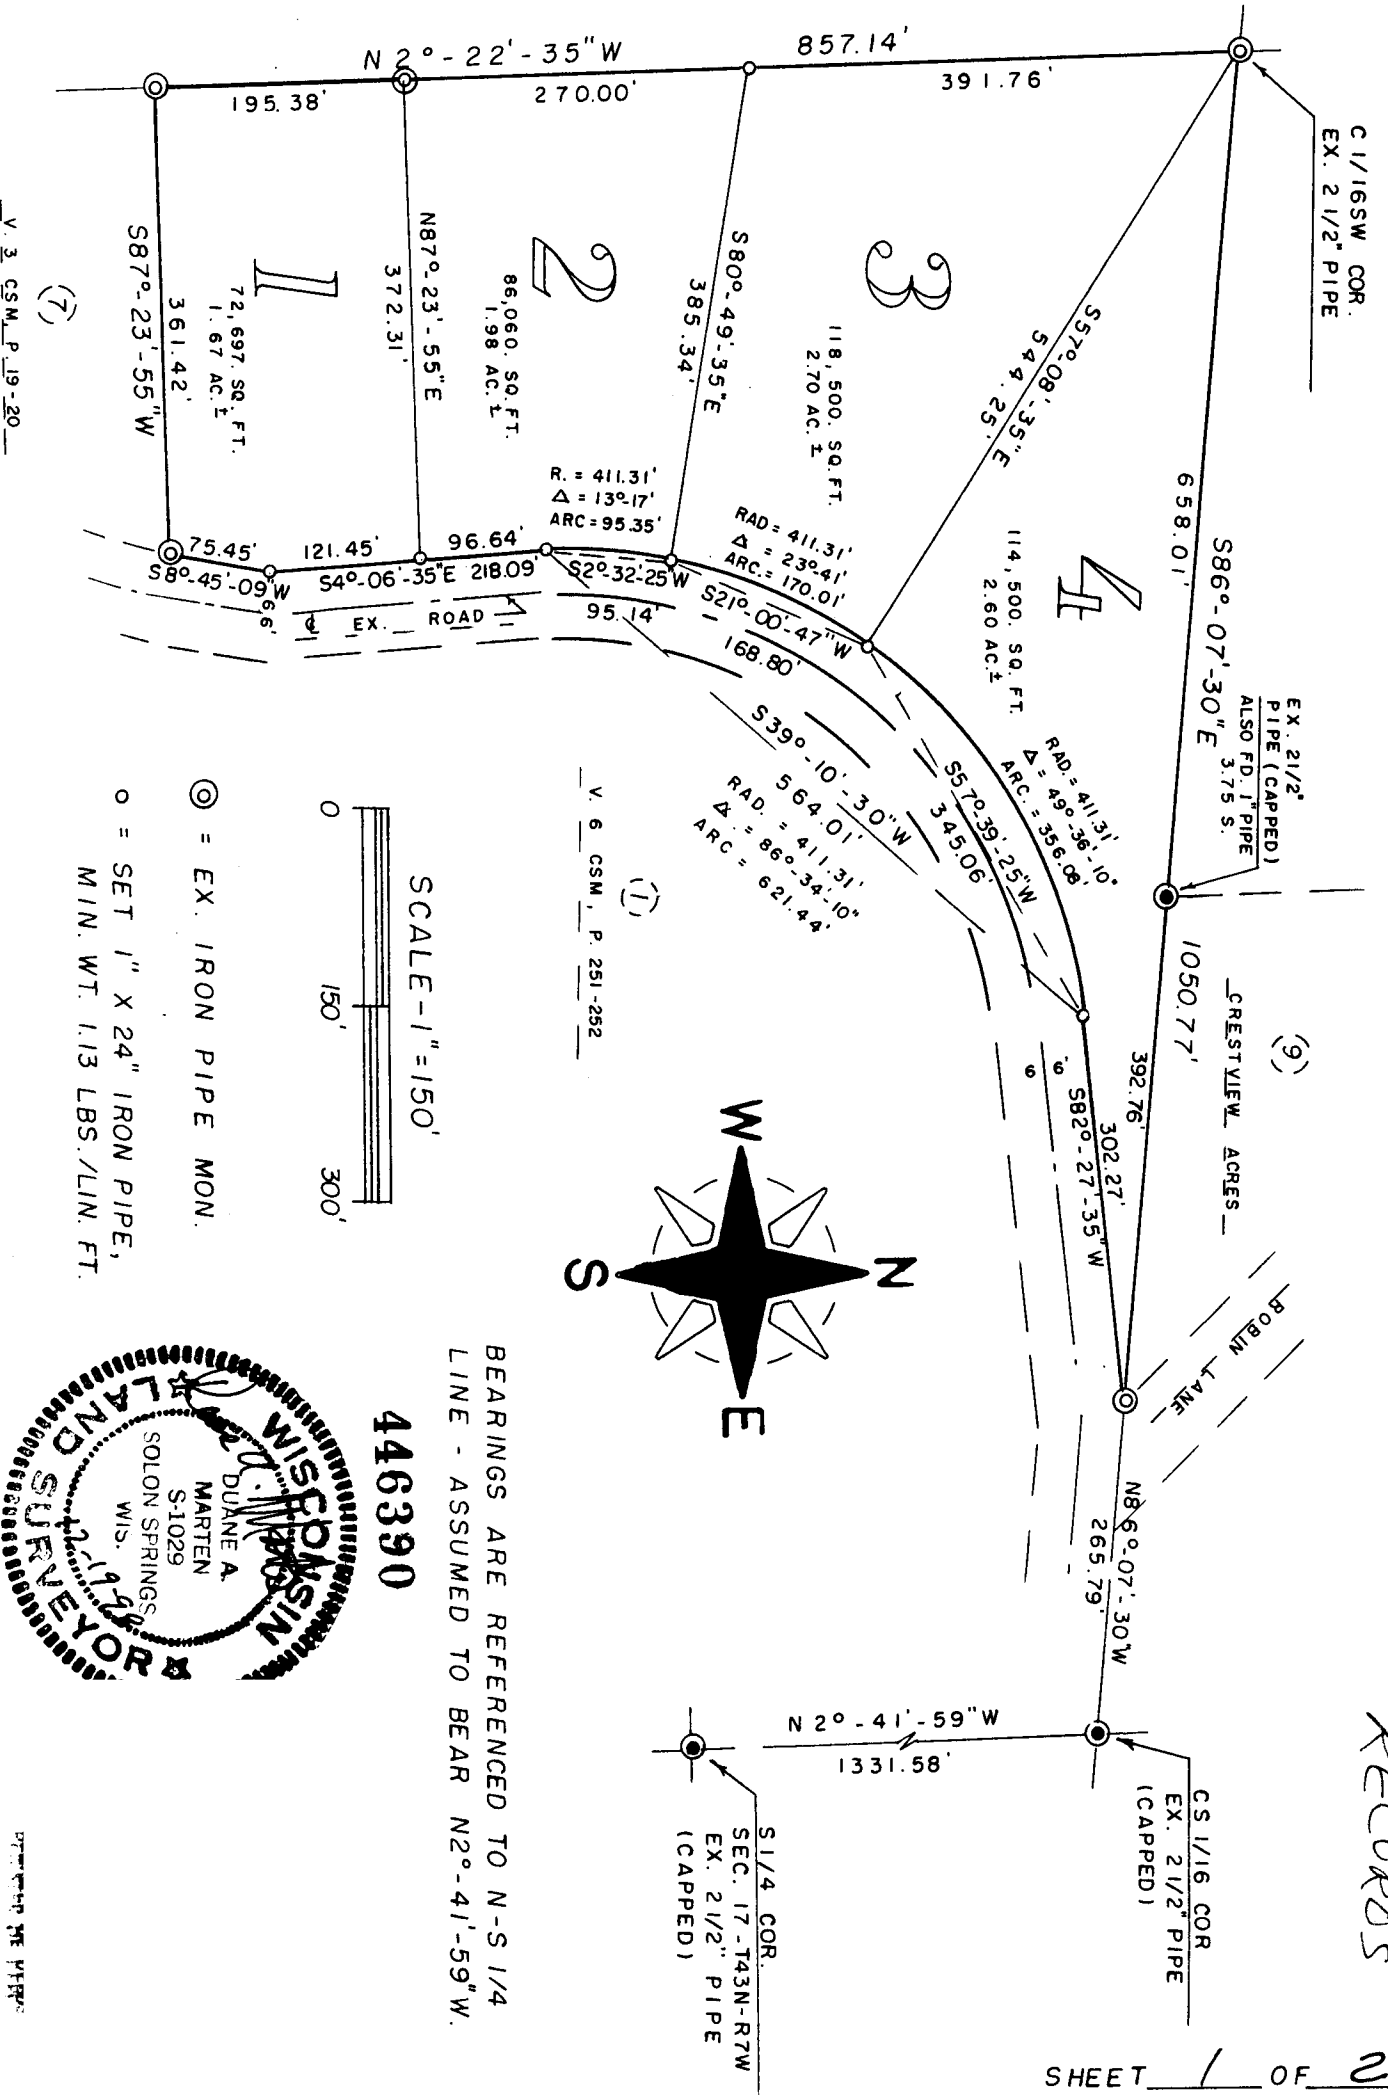 RECORDS
SHEET 1 OF 2
C 1/16SW COR.
EX. 2 1/2" PIPE
N 2°-22'-35"W
857.14'
195.38'
270.00'
391.76'
S86°-07'-30"E
658.01'
1050.77'
392.76'
EX. 2 1/2"
PIPE (CAPPED)
ALSO FD. 1" PIPE
3.75 S.
(9)
CRESTVIEW ACRES
ROBIN LANE
N86°-07'-30"W
265.79'
CS 1/16 COR
EX. 2 1/2" PIPE
(CAPPED)
N 2°-41'-59"W
1331.58'
S1/4 COR.
SEC. 17 -T43N-R7W
EX. 2 1/2" PIPE
(CAPPED)
4
114,500. SQ. FT.
2.60 AC.±
S57°-08'-35"E
544.25'
3
118,500. SQ. FT.
2.70 AC. ±
S80°-49'-35"E
385.34'
2
86,060. SQ. FT.
1.98 AC.±
N87°-23'-55"E
372.31'
1
72,697. SQ. FT.
1.67 AC.±
361.42'
S87°-23'-55"W
(7)
V. 3 CSM, P. 19-20
RAD.= 411.31'
Δ = 49°-36'-10"
ARC.= 356.08'
S57°-39'-25"W
345.06'
302.27'
S82°-27'-35"W
66'
RAD = 411.31'
Δ = 23°-41'
ARC.= 170.01'
S21°-00'-47"W
168.80'
R. = 411.31'
Δ = 13°-17'
ARC = 95.35'
S2°-32'-25"W
95.14'
S39°-10'-30"W
564.01'
RAD. = 411.31'
Δ. = 86°-34'-10"
ARC = 621.44'
75.45'
S8°-45'-09"W
121.45'
96.64'
S4°-06'-35"E 218.09'
66'
℄ EX. ROAD
(1)
V. 6 CSM, P. 251-252
SCALE-1"=150'
0 150' 300'
= EX. IRON PIPE MON.
= SET 1" X 24" IRON PIPE,
MIN. WT. 1.13 LBS./LIN. FT.
N
W
E
S
BEARINGS ARE REFERENCED TO N-S 1/4
LINE - ASSUMED TO BEAR N2°-41'-59"W.
446390
WISCONSIN
DUANE A.
MARTEN
S-1029
SOLON SPRINGS
WIS.
LAND SURVEYOR